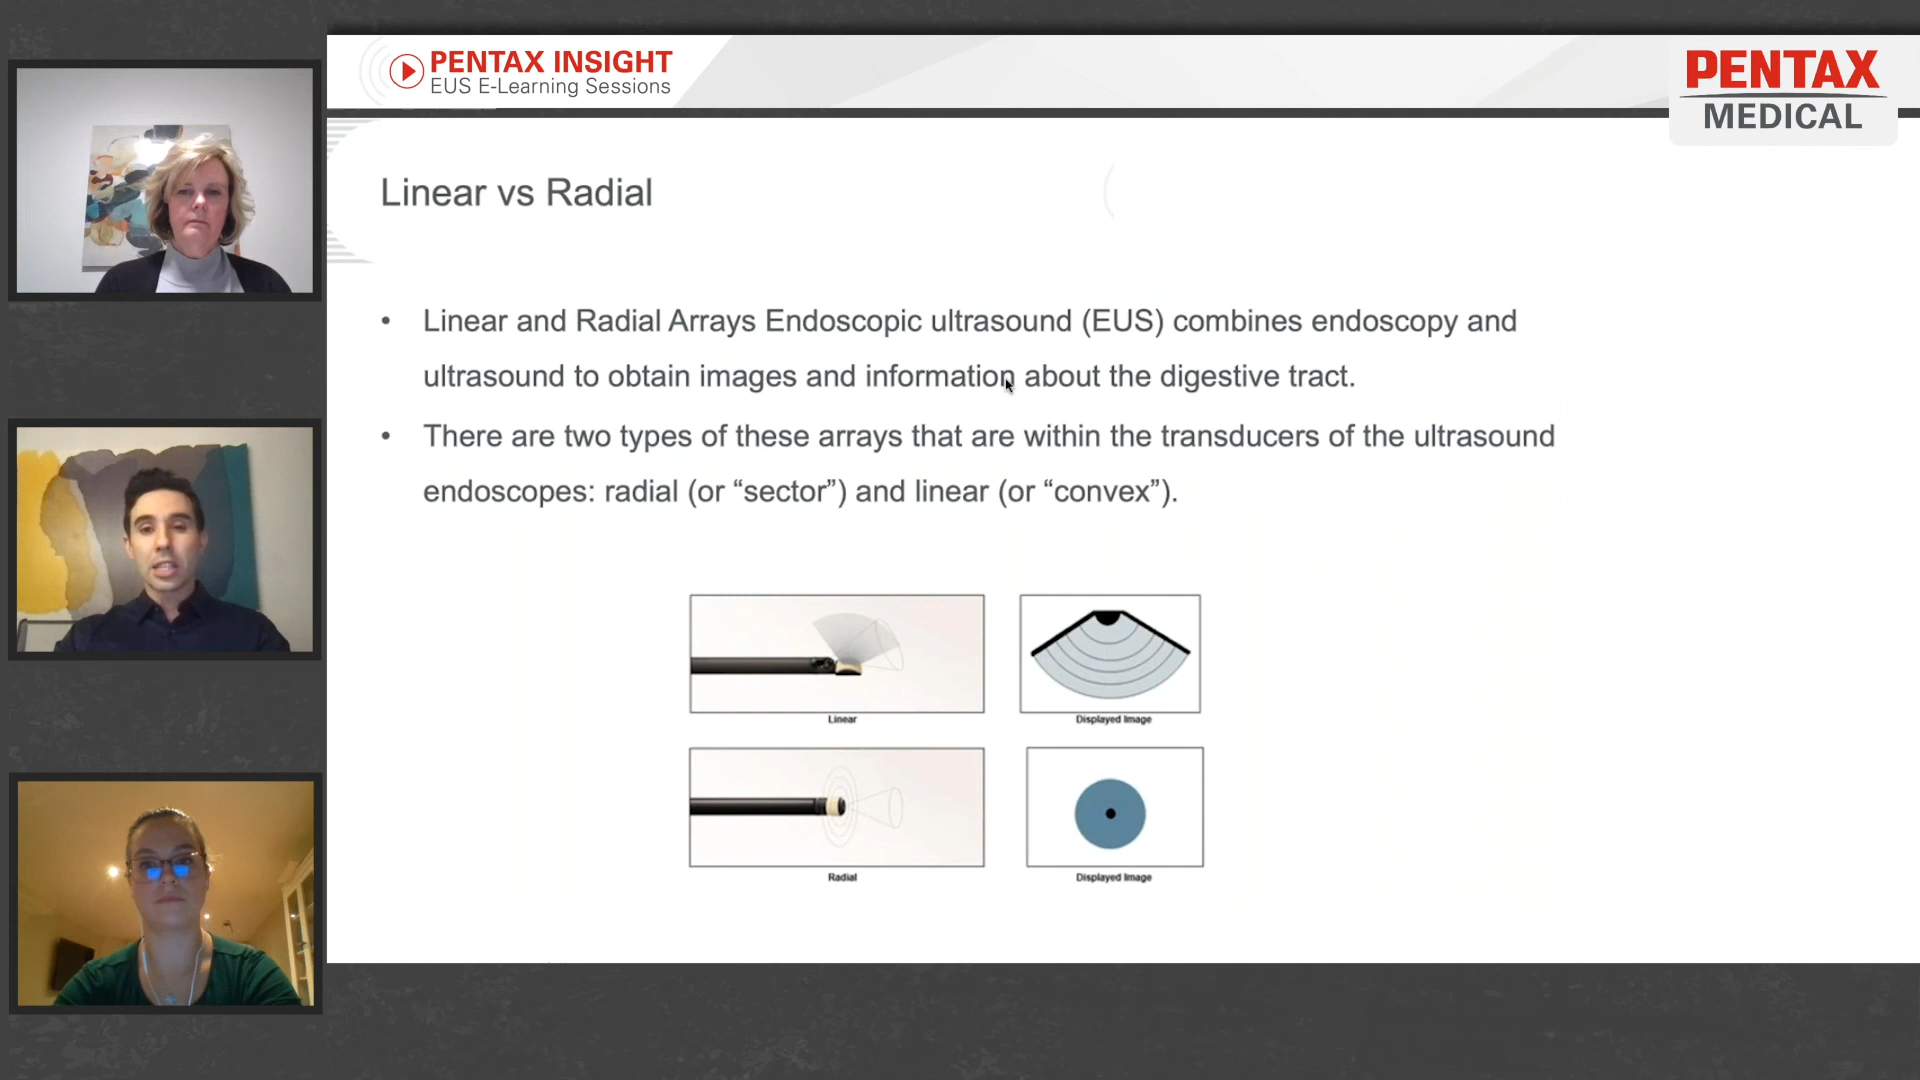 PENTAX INSIGHT
EUS E-Learning Sessions
PENTAX
MEDICAL
Linear vs Radial
• Linear and Radial Arrays Endoscopic ultrasound (EUS) combines endoscopy and
ultrasound to obtain images and information about the digestive tract.
• There are two types of these arrays that are within the transducers of the ultrasound
endoscopes: radial (or “sector”) and linear (or “convex”).
Linear
Displayed Image
Radial
Displayed Image